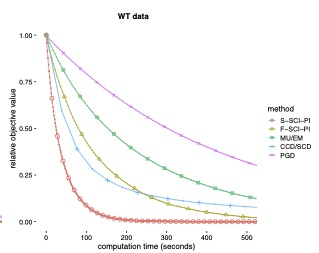 WT data
relative objective value
1.00
0.75
0.50
0.25
0.00
0
100
200
300
400
500
computation time (seconds)
method
S-SCI-PI
F-SCI-PI
MU/EM
CCD/SCD
PGD